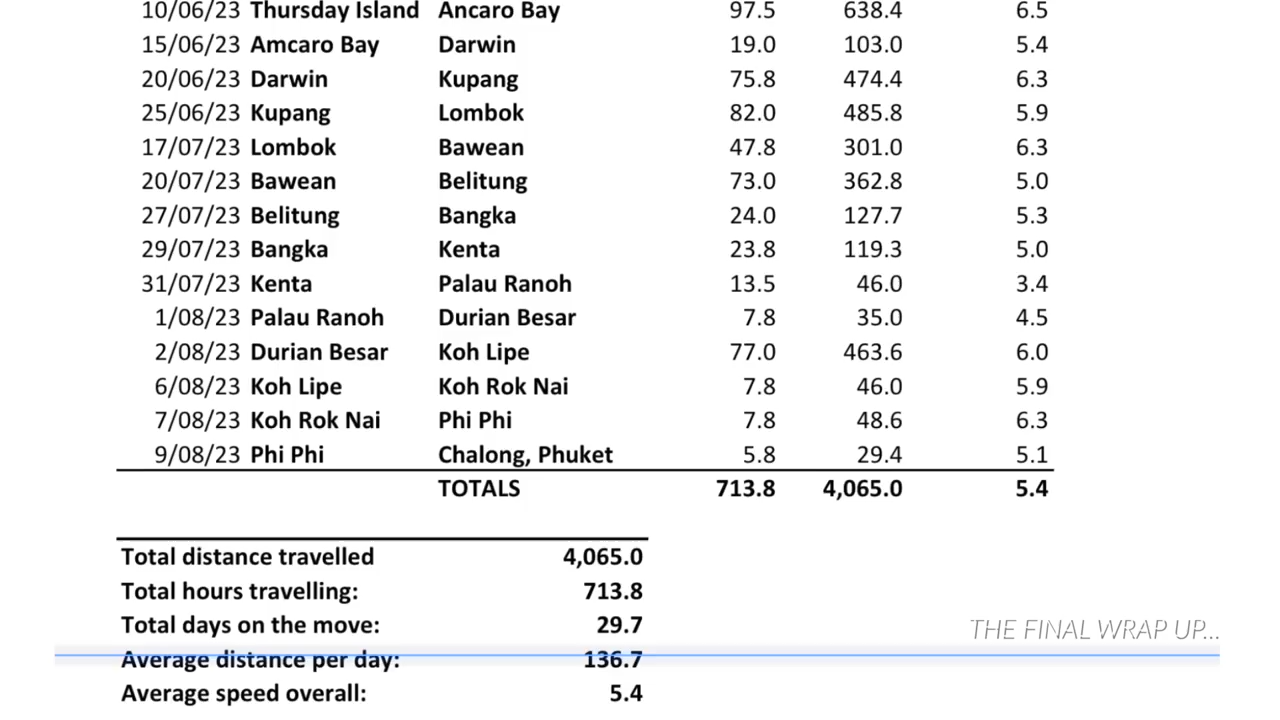 10/06/23 Thursday Island Ancaro Bay 97.5 638.4 6.5
15/06/23 Amcaro Bay Darwin 19.0 103.0 5.4
20/06/23 Darwin Kupang 75.8 474.4 6.3
25/06/23 Kupang Lombok 82.0 485.8 5.9
17/07/23 Lombok Bawean 47.8 301.0 6.3
20/07/23 Bawean Belitung 73.0 362.8 5.0
27/07/23 Belitung Bangka 24.0 127.7 5.3
29/07/23 Bangka Kenta 23.8 119.3 5.0
31/07/23 Kenta Palau Ranoh 13.5 46.0 3.4
1/08/23 Palau Ranoh Durian Besar 7.8 35.0 4.5
2/08/23 Durian Besar Koh Lipe 77.0 463.6 6.0
6/08/23 Koh Lipe Koh Rok Nai 7.8 46.0 5.9
7/08/23 Koh Rok Nai Phi Phi 7.8 48.6 6.3
9/08/23 Phi Phi Chalong, Phuket 5.8 29.4 5.1
TOTALS 713.8 4,065.0 5.4
Total distance travelled 4,065.0
Total hours travelling: 713.8
Total days on the move: 29.7
THE FINAL WRAP UP...
Average distance per day: 136.7
Average speed overall: 5.4